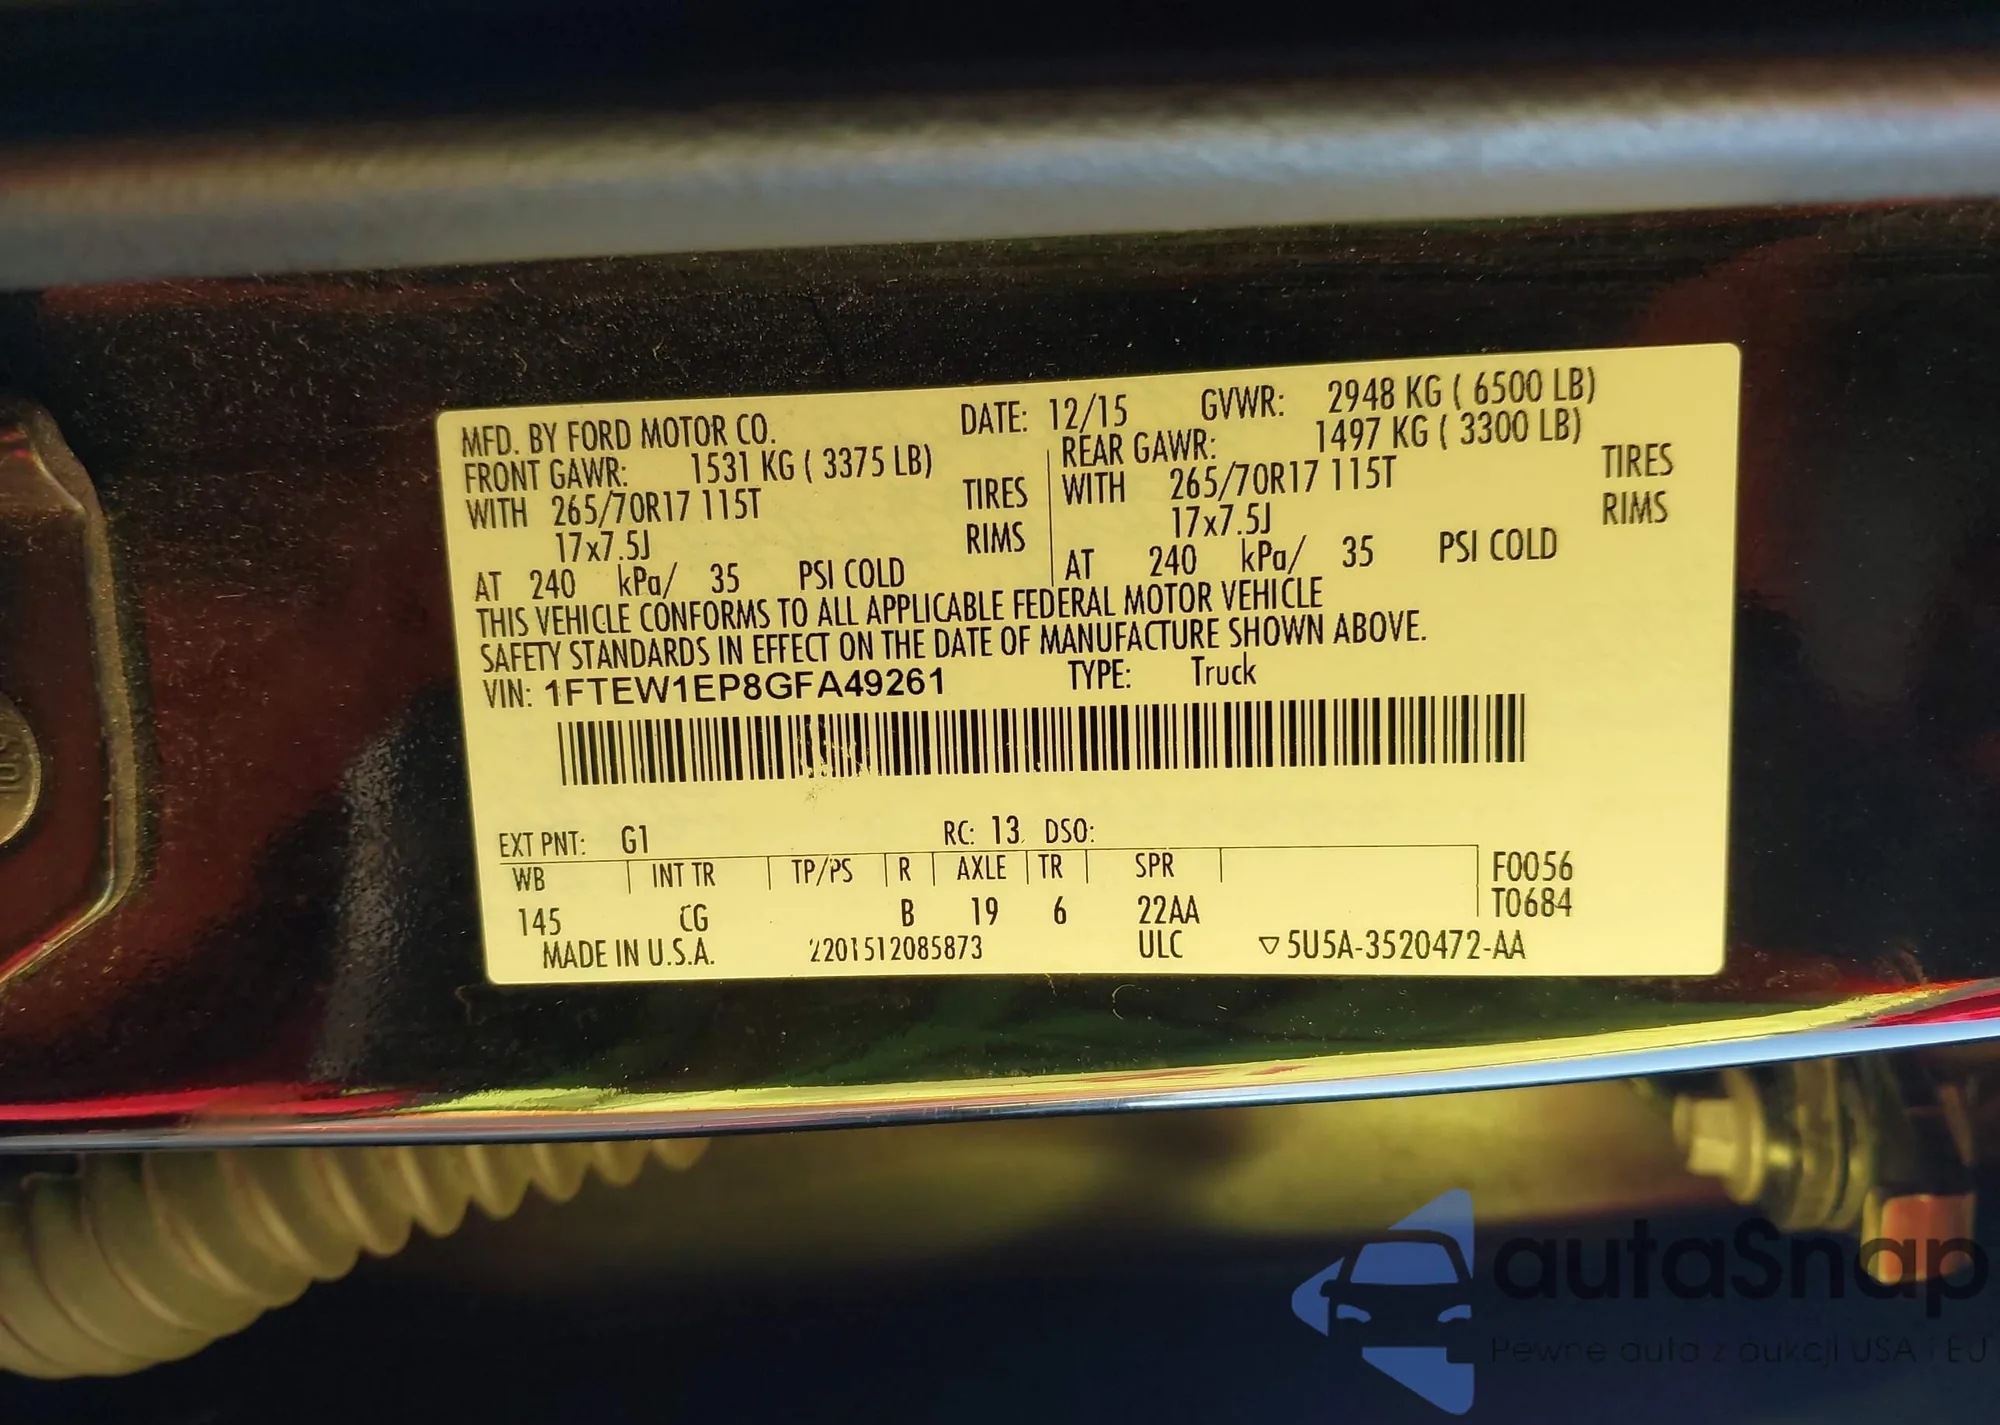 MFD. BY FORD MOTOR CO. DATE: 12/15 GVWR: 2948 KG ( 6500 LB)
FRONT GAWR: 1531 KG ( 3375 LB) REAR GAWR: 1497 KG ( 3300 LB)
WITH 265/70R17 115T TIRES WITH 265/70R17 115T TIRES
17x7.5J RIMS 17x7.5J RIMS
AT 240 kPa/ 35 PSI COLD AT 240 kPa/ 35 PSI COLD
THIS VEHICLE CONFORMS TO ALL APPLICABLE FEDERAL MOTOR VEHICLE
SAFETY STANDARDS IN EFFECT ON THE DATE OF MANUFACTURE SHOWN ABOVE.
VIN: 1FTEW1EP8GFA49261 TYPE: Truck
EXT PNT: G1 RC: 13 DSO:
WB INT TR TP/PS R AXLE TR SPR F0056
T0684
145 CG B 19 6 22AA
MADE IN U.S.A. 2201512085873 ULC ▽5U5A-3520472-AA
autaSnap
Pewne auta z aukcji USA i EU